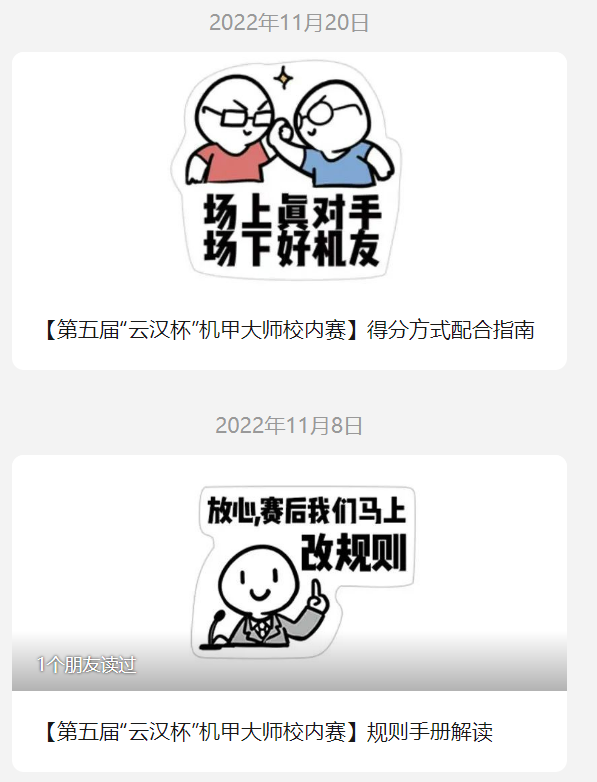 2022年11月20日
场上真对手
场下好机友
【第五届“云汉杯”机甲大师校内赛】得分方式配合指南
2022年11月8日
放心,赛后我们马上
改规则
1个朋友读过
【第五届“云汉杯”机甲大师校内赛】规则手册解读